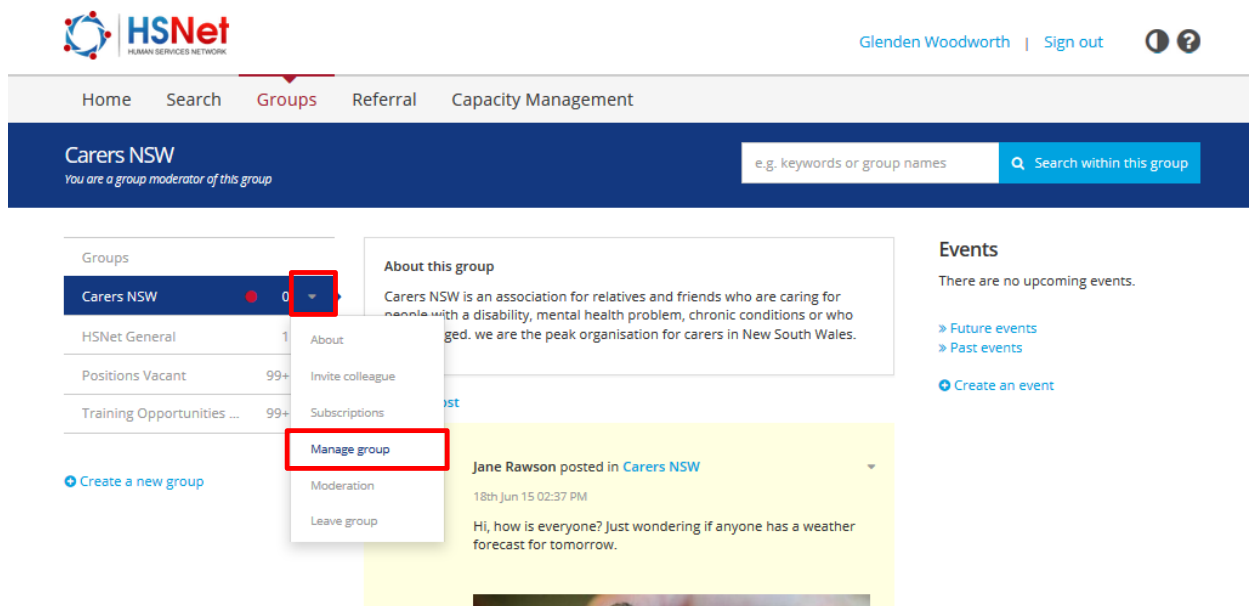 HSNet
HUMAN SERVICES NETWORK
Glenden Woodworth | Sign out
Home Search Groups Referral Capacity Management
Carers NSW
You are a group moderator of this group
e.g. keywords or group names
Search within this group
Groups
Carers NSW 0
HSNet General 1
Positions Vacant 99+
Training Opportunities ... 99+
Create a new group
About
Invite colleague
Subscriptions
Manage group
Moderation
Leave group
About this group
Carers NSW is an association for relatives and friends who are caring for
people with a disability, mental health problem, chronic conditions or who
ged. we are the peak organisation for carers in New South Wales.
Jane Rawson posted in Carers NSW
18th Jun 15 02:37 PM
Hi, how is everyone? Just wondering if anyone has a weather
forecast for tomorrow.
Events
There are no upcoming events.
» Future events
» Past events
Create an event